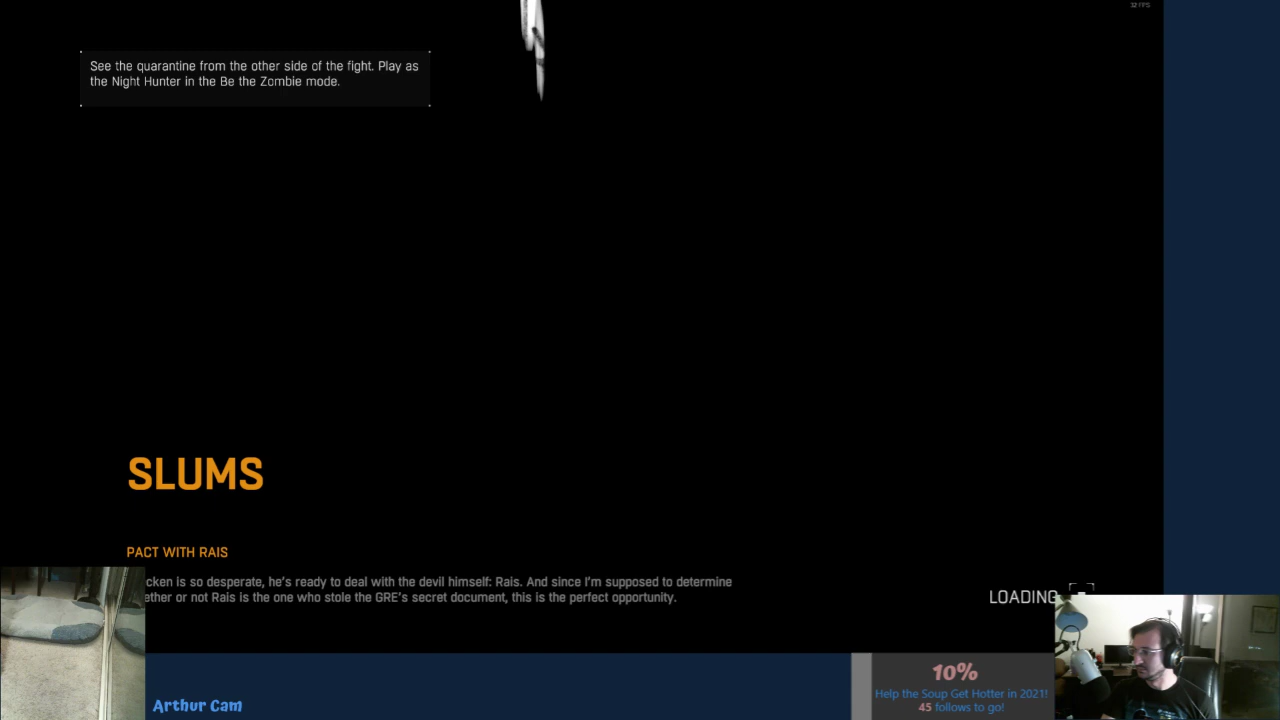 32 FPS
See the quarantine from the other side of the fight. Play as
the Night Hunter in the Be the Zombie mode.
SLUMS
PACT WITH RAIS
cken is so desperate, he's ready to deal with the devil himself: Rais. And since I'm supposed to determine
ether or not Rais is the one who stole the GRE's secret document, this is the perfect opportunity.
LOADING
10%
Help the Soup Get Hotter in 2021!
45 follows to go!
Arthur Cam